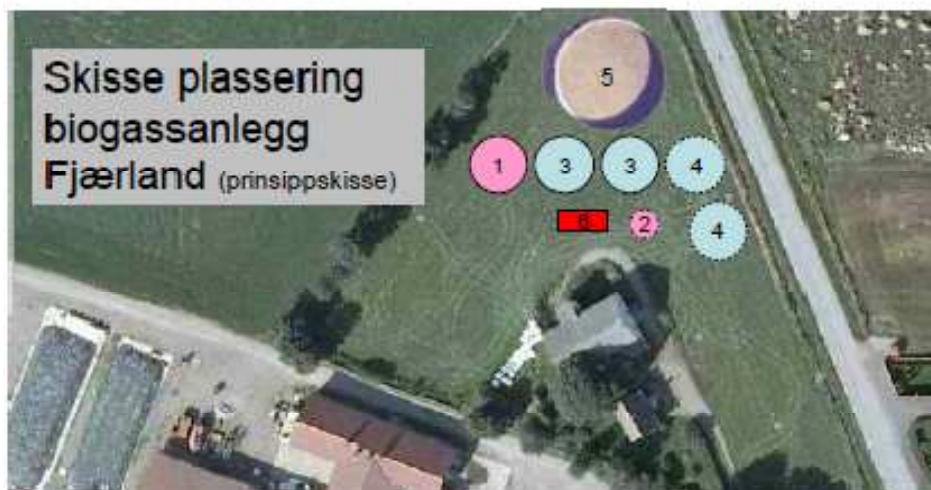 Skisse plassering
biogassanlegg
Fjærland (prinsippskisse)
5
1 3 3 4
6 2 4